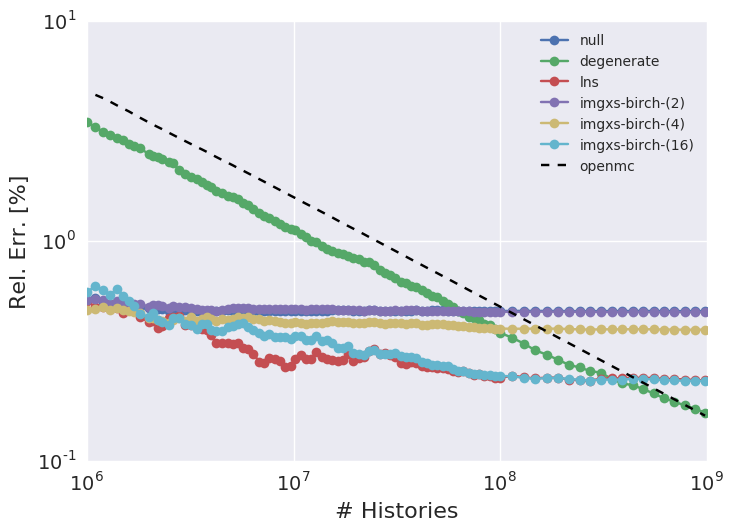 10^1
10^0
10^-1
Rel. Err. [%]
null
degenerate
lns
imgxs-birch-(2)
imgxs-birch-(4)
imgxs-birch-(16)
openmc
10^6 10^7 10^8 10^9
# Histories